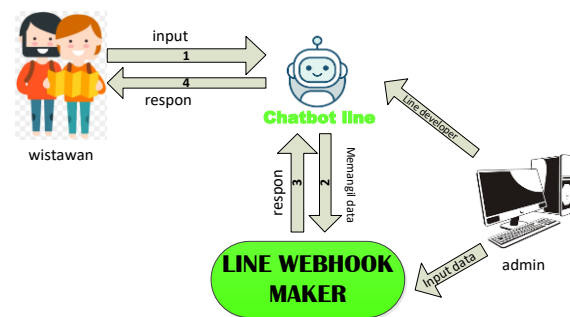 input
1
4
respon
wistawan
Chatbot line
Line developer
respon
3
2
Memangil data
admin
Input data
LINE WEBHOOK
MAKER